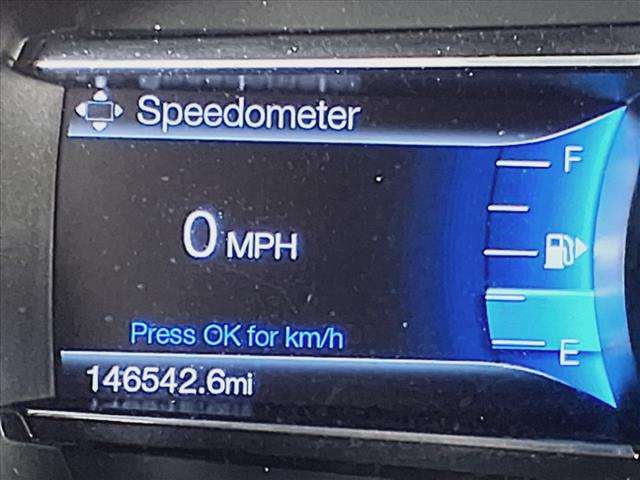 Speedometer
F
0 MPH
Press OK for km/h
E
146542.6mi